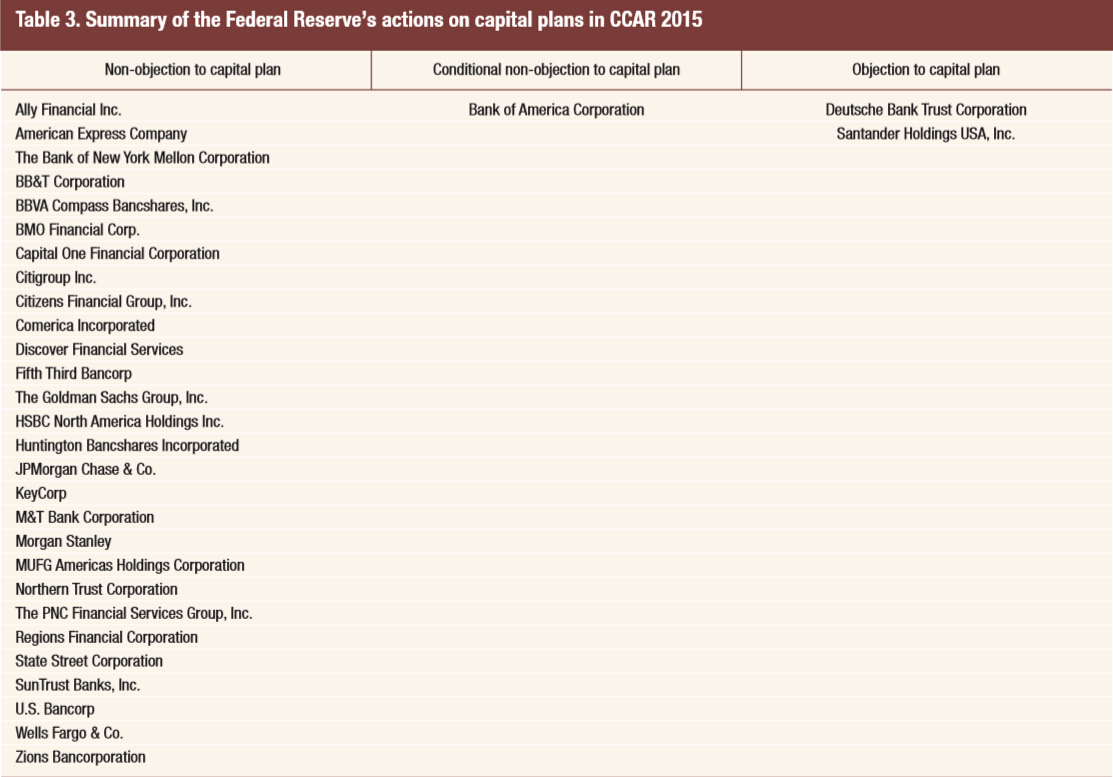 Table 3. Summary of the Federal Reserve's actions on capital plans in CCAR 2015
Non-objection to capital plan Conditional non-objection to capital plan Objection to capital plan
Ally Financial Inc. Bank of America Corporation Deutsche Bank Trust Corporation
American Express Company Santander Holdings USA, Inc.
The Bank of New York Mellon Corporation
BB&T Corporation
BBVA Compass Bancshares, Inc.
BMO Financial Corp.
Capital One Financial Corporation
Citigroup Inc.
Citizens Financial Group, Inc.
Comerica Incorporated
Discover Financial Services
Fifth Third Bancorp
The Goldman Sachs Group, Inc.
HSBC North America Holdings Inc.
Huntington Bancshares Incorporated
JPMorgan Chase & Co.
KeyCorp
M&T Bank Corporation
Morgan Stanley
MUFG Americas Holdings Corporation
Northern Trust Corporation
The PNC Financial Services Group, Inc.
Regions Financial Corporation
State Street Corporation
SunTrust Banks, Inc.
U.S. Bancorp
Wells Fargo & Co.
Zions Bancorporation